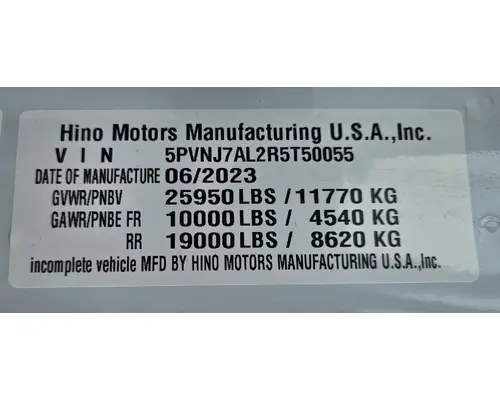 Hino Motors Manufacturing U.S.A.,Inc.
V I N 5PVNJ7AL2R5T50055
DATE OF MANUFACTURE 06/2023
GVWR/PNBV 25950 LBS / 11770 KG
GAWR/PNBE FR 10000 LBS / 4540 KG
RR 19000 LBS / 8620 KG
incomplete vehicle MFD BY HINO MOTORS MANUFACTURING U.S.A.,Inc.